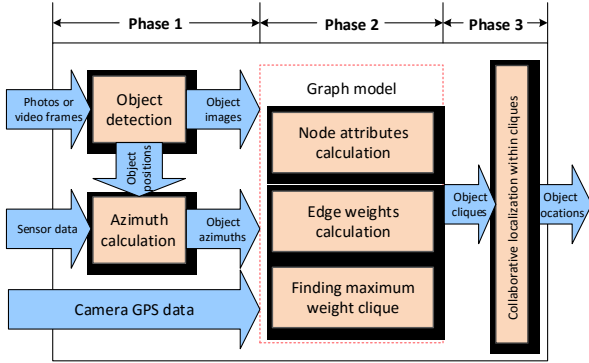 Phase 1
Phase 2
Phase 3
Photos or
video frames
Object
detection
Object
images
Graph model
Node attributes
calculation
Object
positions
Sensor data
Azimuth
calculation
Object
azimuths
Edge weights
calculation
Object
cliques
Collaborative localization within cliques
Object
ocations
Camera GPS data
Finding maximum
weight clique